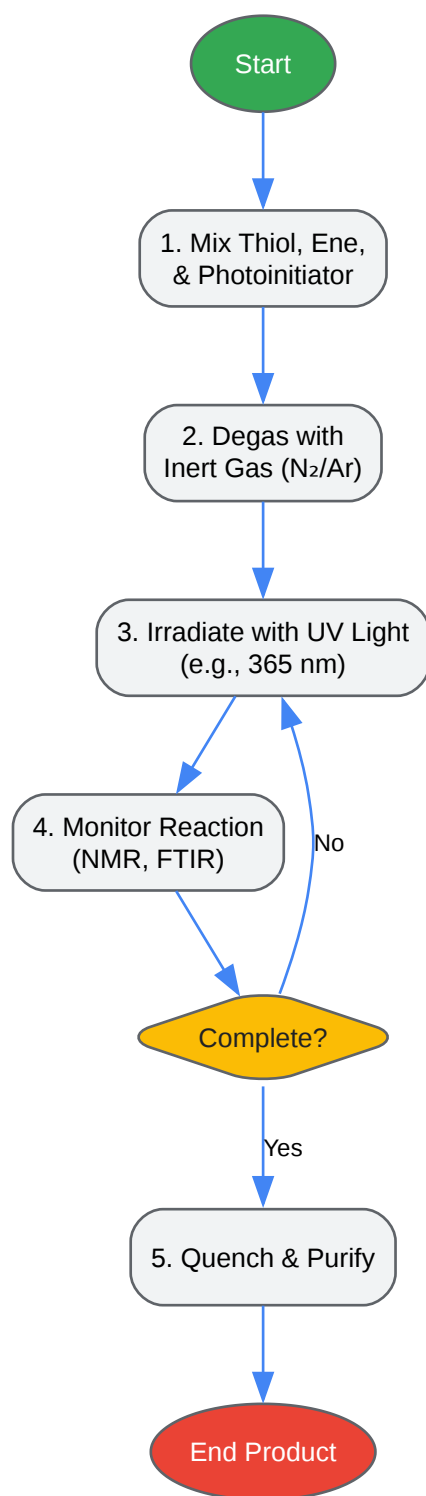 Start
1. Mix Thiol, Ene,
& Photoinitiator
2. Degas with
Inert Gas (N₂/Ar)
3. Irradiate with UV Light
(e.g., 365 nm)
4. Monitor Reaction
(NMR, FTIR)
No
Complete?
Yes
5. Quench & Purify
End Product